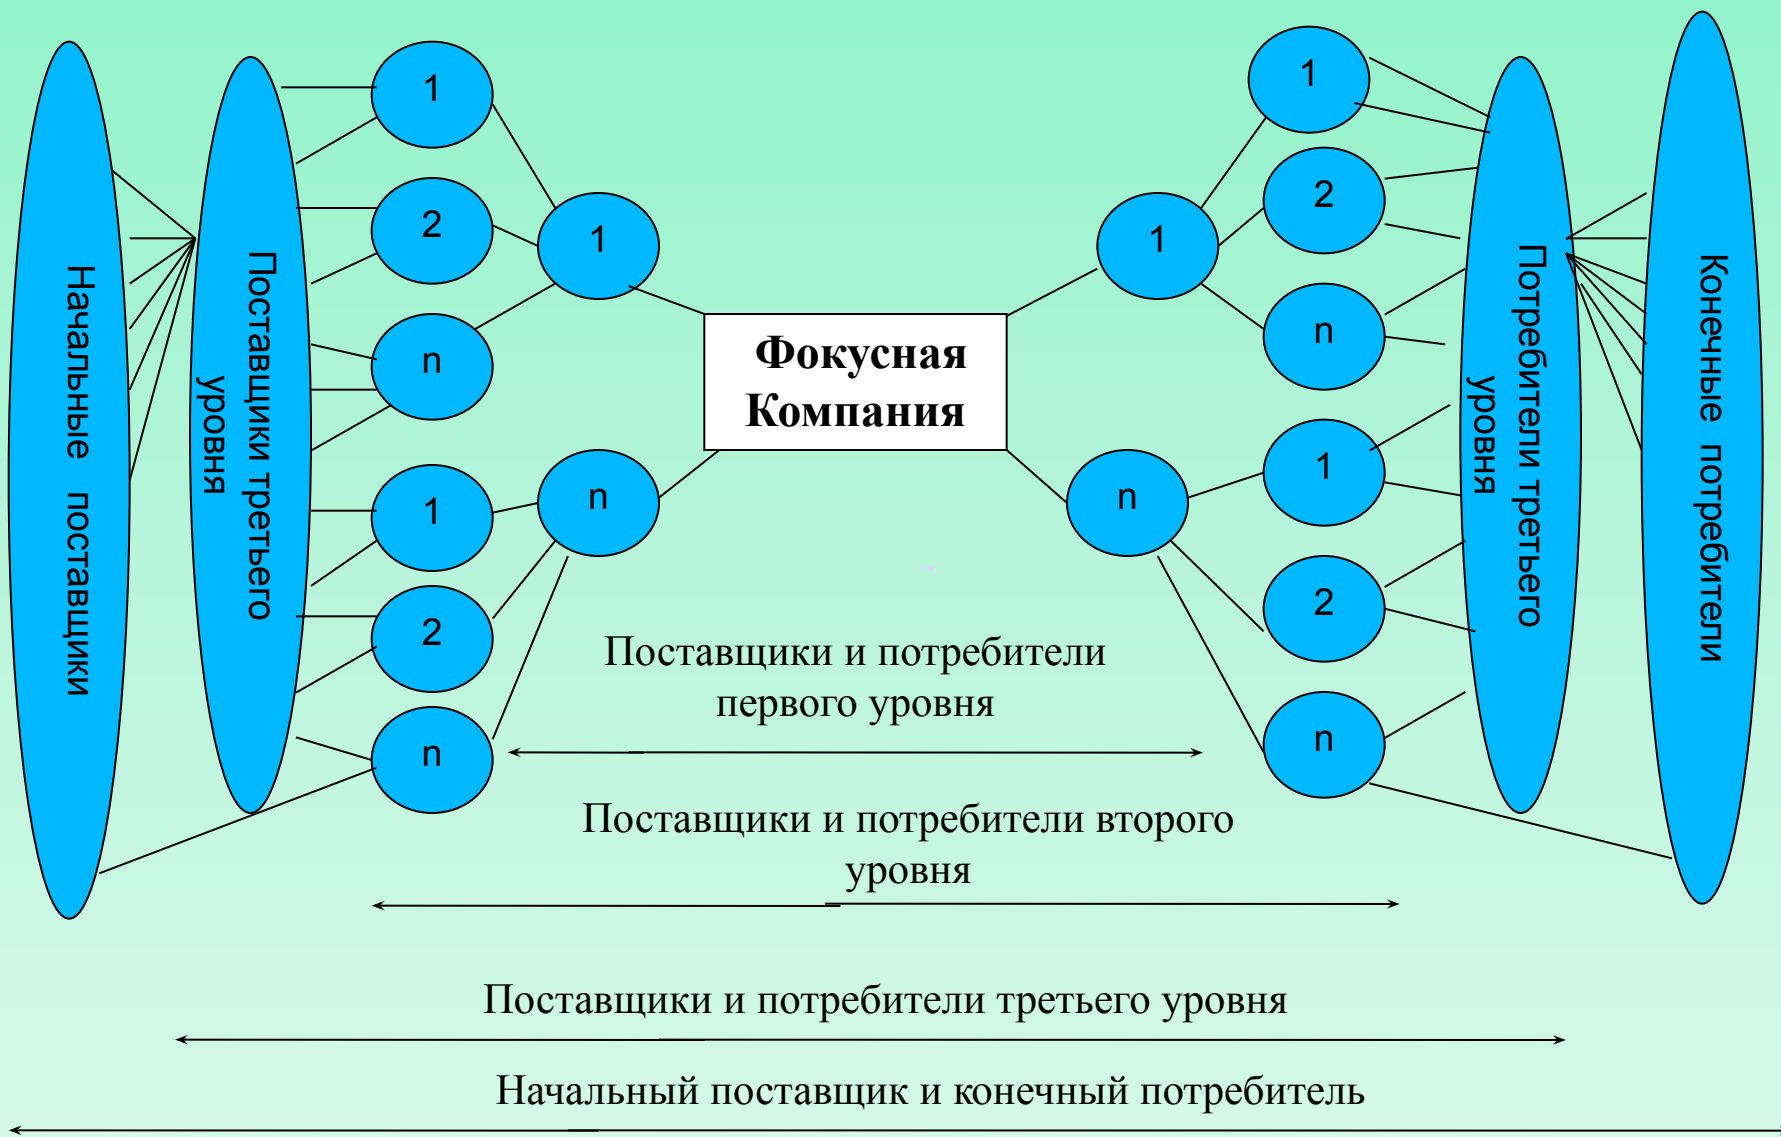 Начальные поставщики
Поставщики третьего
уровня
1
2
n
1
2
n
1
n
Фокусная
Компания
1
n
1
2
n
1
2
n
Потребители третьего
уровня
Конечные потребители
Поставщики и потребители
первого уровня
Поставщики и потребители второго
уровня
Поставщики и потребители третьего уровня
Начальный поставщик и конечный потребитель